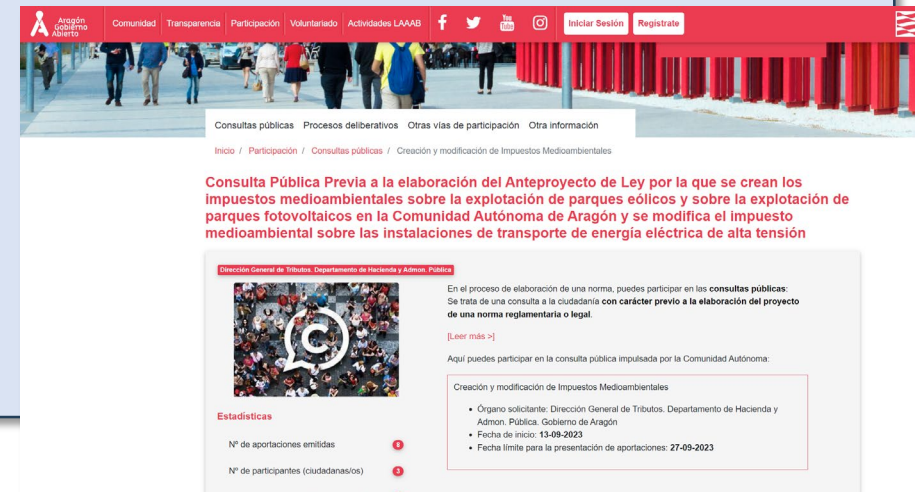 Aragón
Gobierno
Abierto
Comunidad Transparencia Participación Voluntariado Actividades LAAAB f You Tube Iniciar Sesión Regístrate
Consultas públicas Procesos deliberativos Otras vías de participación Otra información
Inicio / Participación / Consultas públicas / Creación y modificación de Impuestos Medioambientales
Consulta Pública Previa a la elaboración del Anteproyecto de Ley por la que se crean los
impuestos medioambientales sobre la explotación de parques eólicos y sobre la explotación de
parques fotovoltaicos en la Comunidad Autónoma de Aragón y se modifica el impuesto
medioambiental sobre las instalaciones de transporte de energía eléctrica de alta tensión
Dirección General de Tributos. Departamento de Hacienda y Admon. Pública
En el proceso de elaboración de una norma, puedes participar en las consultas públicas:
Se trata de una consulta a la ciudadanía con carácter previo a la elaboración del proyecto
de una norma reglamentaria o legal.
[Leer más >]
Aquí puedes participar en la consulta pública impulsada por la Comunidad Autónoma:
Creación y modificación de Impuestos Medioambientales
• Órgano solicitante: Dirección General de Tributos. Departamento de Hacienda y
Admon. Pública. Gobierno de Aragón
• Fecha de inicio: 13-09-2023
• Fecha límite para la presentación de aportaciones: 27-09-2023
Estadísticas
Nº de aportaciones emitidas 8
Nº de participantes (ciudadanas/os) 3